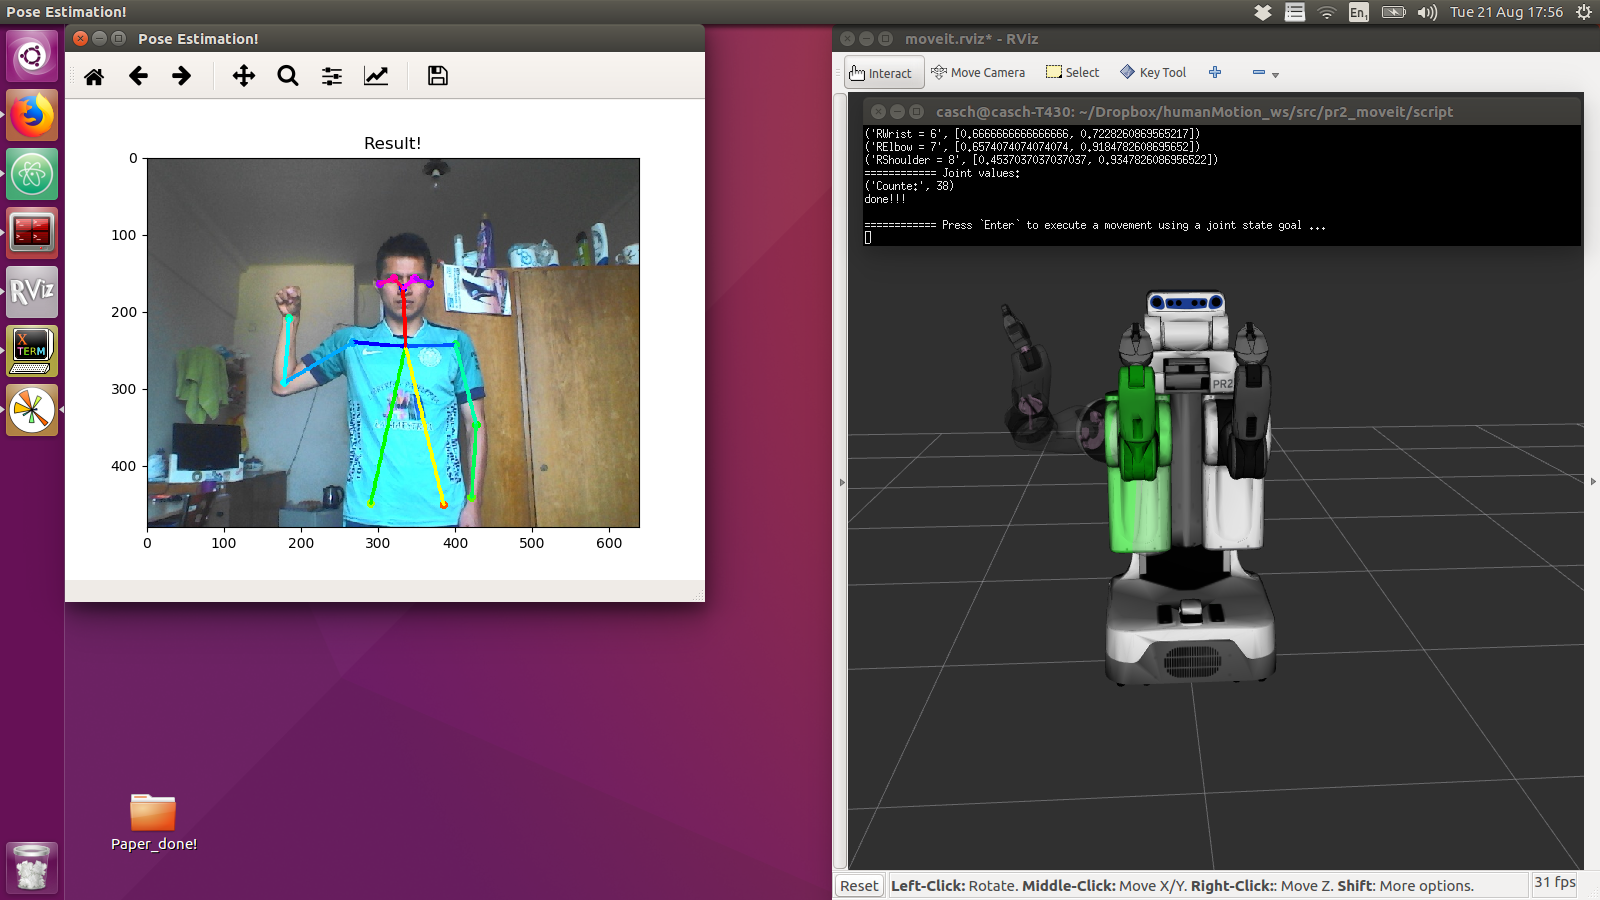 Pose Estimation!
En1
Tue 21 Aug 17:56
Pose Estimation!
Result!
0
100
200
300
400
0
100
200
300
400
500
600
RViz
X
TERM
Paper_done!
moveit.rviz* - RViz
Interact
Move Camera
Select
Key Tool
casch@casch-T430: ~/Dropbox/humanMotion_ws/src/pr2_moveit/script
('RWrist = 6', [0.6666666666666666, 0.7228260869565217])
('RElbow = 7', [0.6574074074074074, 0.9184782608695652])
('RShoulder = 8', [0.4537037037037037, 0.9347826086956522])
============ Joint values:
('Counte:', 38)
done!!!
============ Press `Enter` to execute a movement using a joint state goal ...
PR2
Reset
Left-Click: Rotate. Middle-Click: Move X/Y. Right-Click:: Move Z. Shift: More options.
31 fps